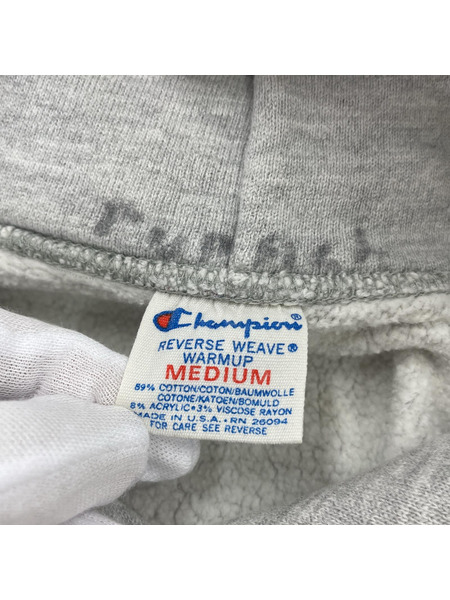 Champion
REVERSE WEAVE®
WARMUP
MEDIUM
89% COTTON/COTON/BAUMWOLLE
COTONE/KATOEN/BOMULD
8% ACRYLIC•3% VISCOSE RAYON
MADE IN U.S.A. • RN 26094
FOR CARE SEE REVERSE